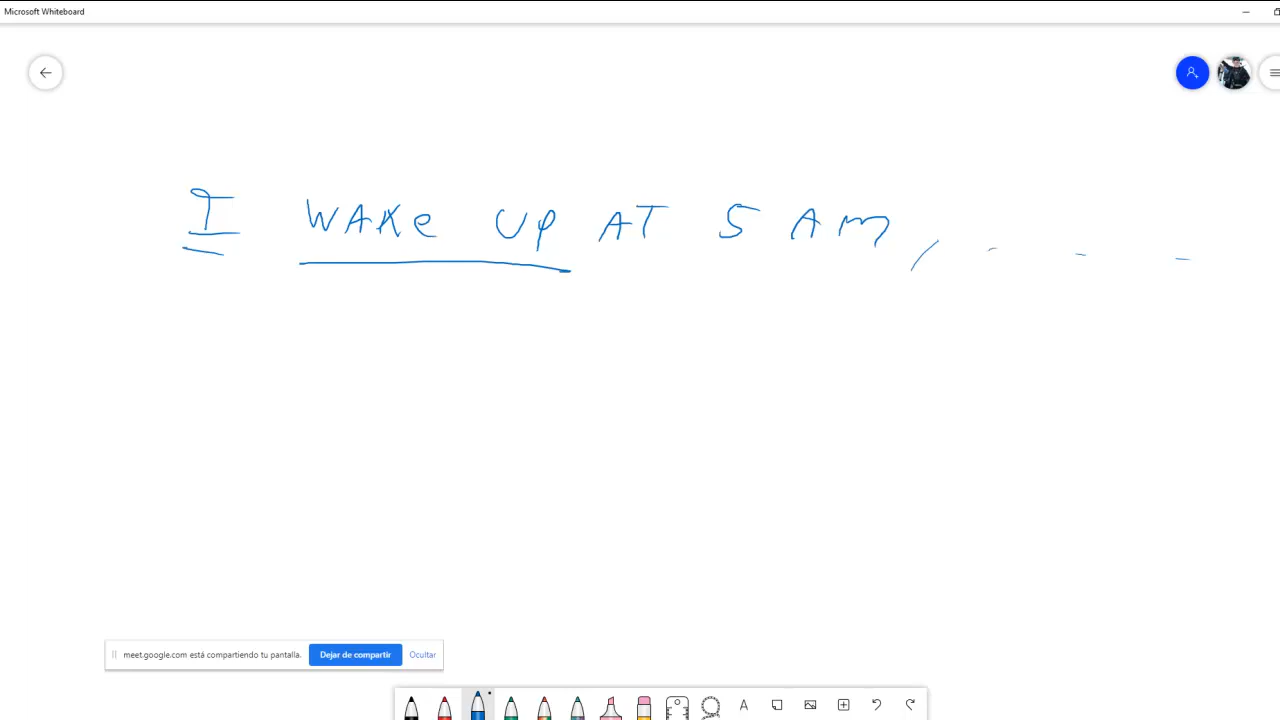 Microsoft Whiteboard
I WAKe UP AT 5 AM, - - -
meet.google.com está compartiendo tu pantalla. Dejar de compartir Ocultar
A